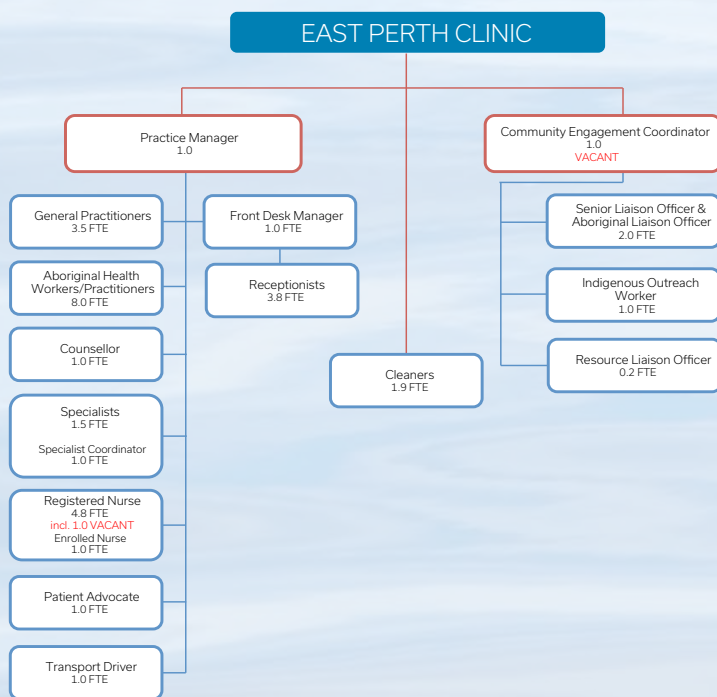 EAST PERTH CLINIC
Practice Manager
1.0
Community Engagement Coordinator
1.0
VACANT
General Practitioners
3.5 FTE
Front Desk Manager
1.0 FTE
Senior Liaison Officer &
Aboriginal Liaison Officer
2.0 FTE
Aboriginal Health
Workers/Practitioners
8.0 FTE
Receptionists
3.8 FTE
Indigenous Outreach
Worker
1.0 FTE
Counsellor
1.0 FTE
Cleaners
1.9 FTE
Resource Liaison Officer
0.2 FTE
Specialists
1.5 FTE
Specialist Coordinator
1.0 FTE
Registered Nurse
4.8 FTE
incl. 1.0 VACANT
Enrolled Nurse
1.0 FTE
Patient Advocate
1.0 FTE
Transport Driver
1.0 FTE